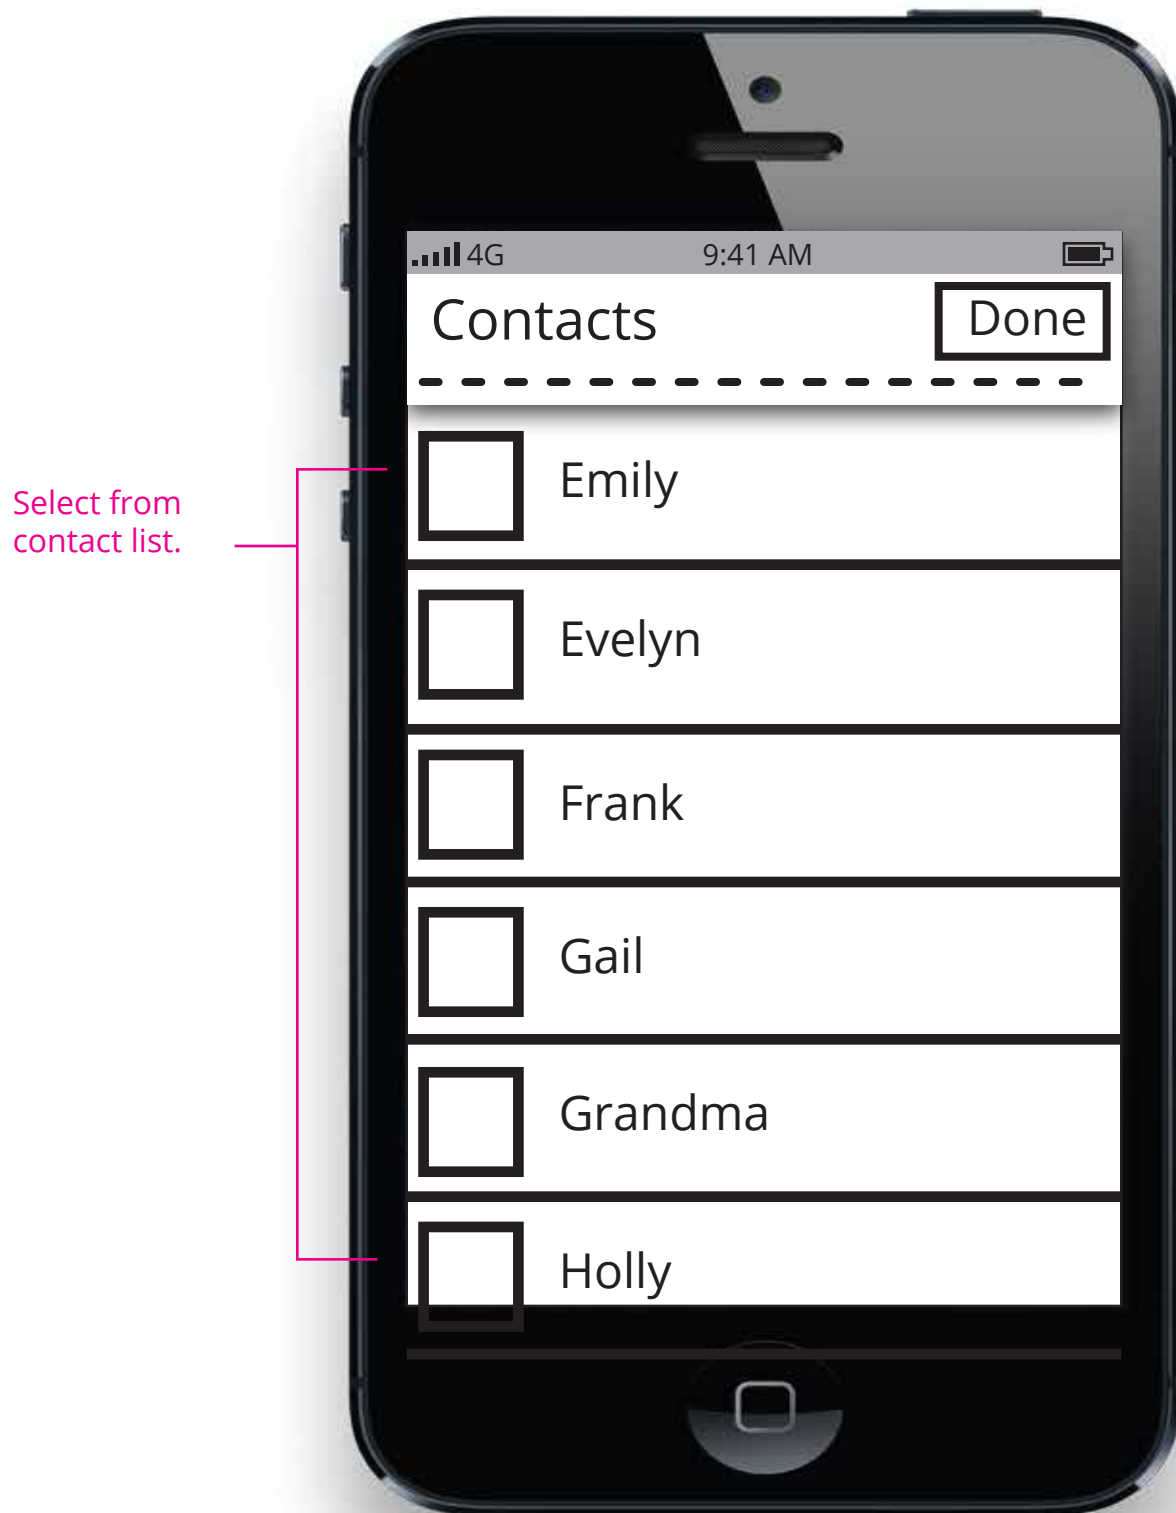 4G 9:41 AM
Contacts Done
Select from
contact list.
Emily
Evelyn
Frank
Gail
Grandma
Holly